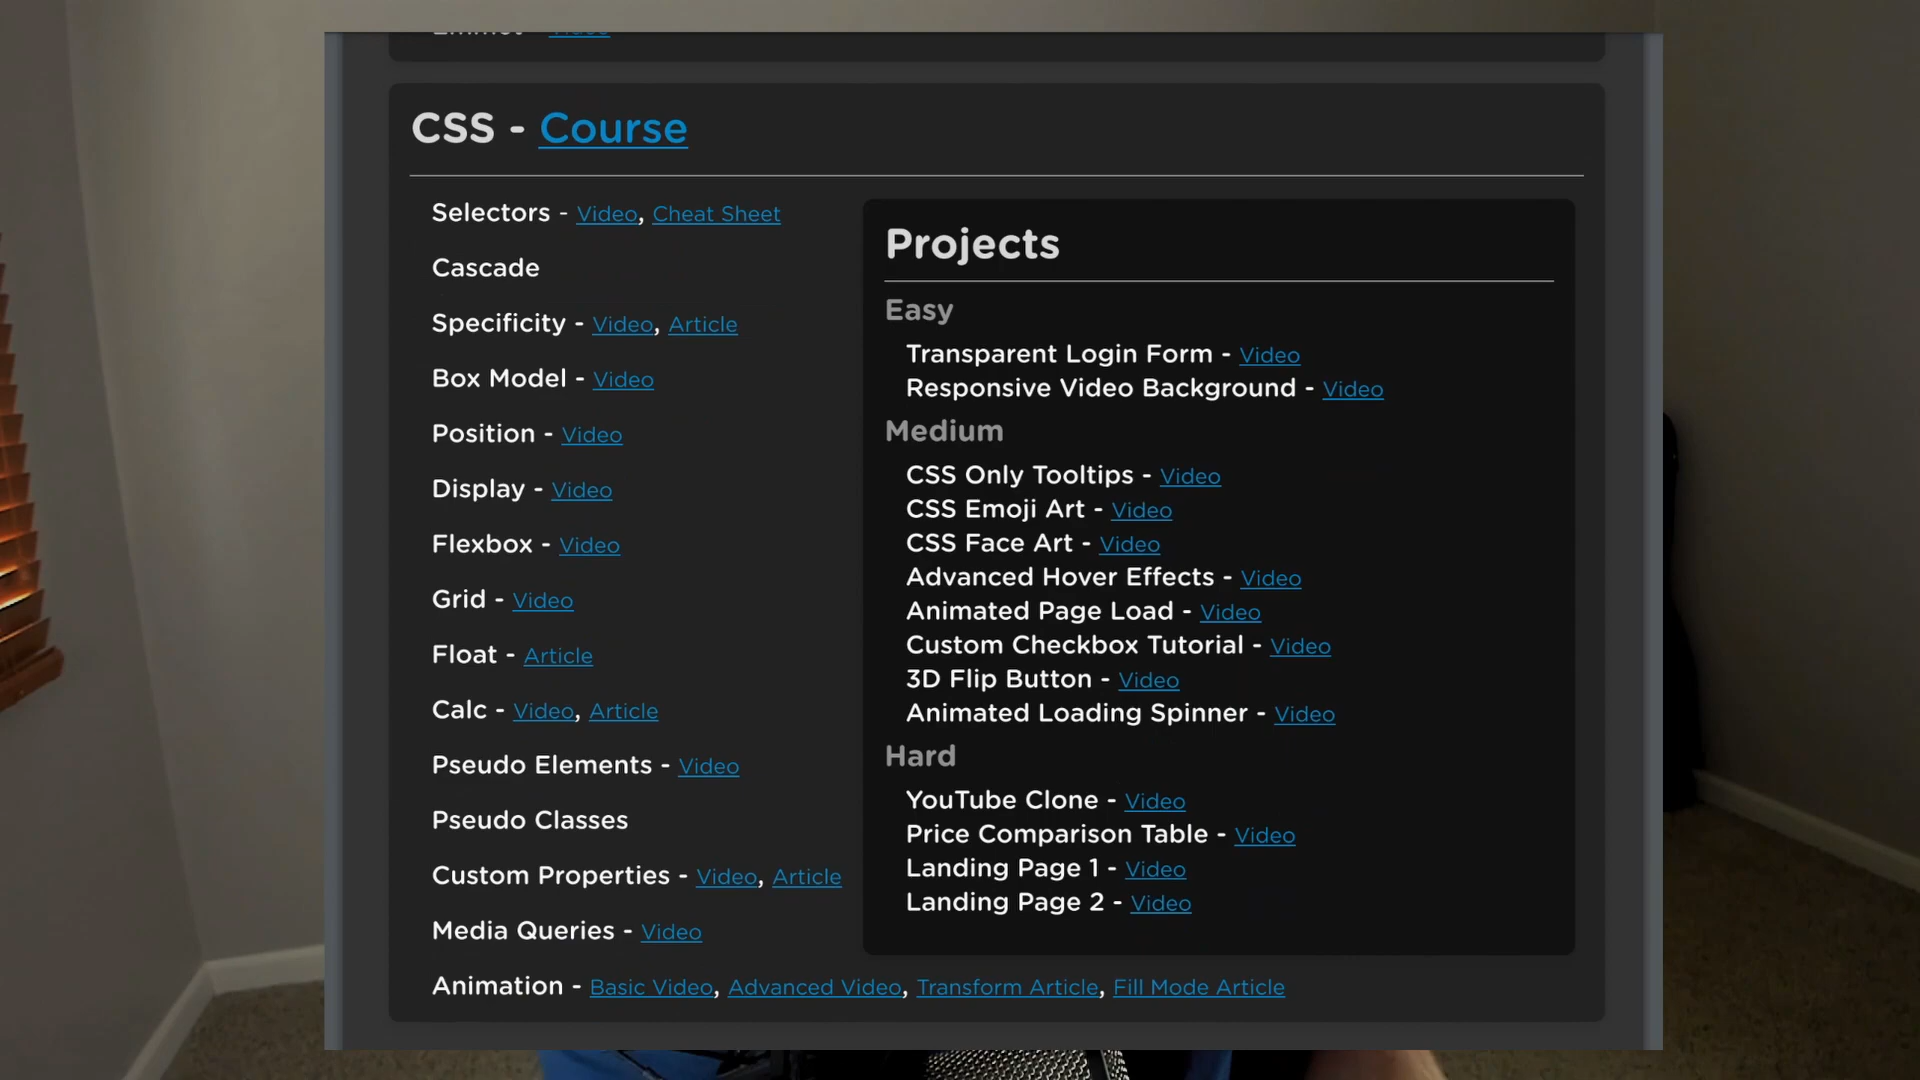 CSS - Course
Selectors - Video, Cheat Sheet
Cascade
Specificity - Video, Article
Box Model - Video
Position - Video
Display - Video
Flexbox - Video
Grid - Video
Float - Article
Calc - Video, Article
Pseudo Elements - Video
Pseudo Classes
Custom Properties - Video, Article
Media Queries - Video
Animation - Basic Video, Advanced Video, Transform Article, Fill Mode Article
Projects
Easy
Transparent Login Form - Video
Responsive Video Background - Video
Medium
CSS Only Tooltips - Video
CSS Emoji Art - Video
CSS Face Art - Video
Advanced Hover Effects - Video
Animated Page Load - Video
Custom Checkbox Tutorial - Video
3D Flip Button - Video
Animated Loading Spinner - Video
Hard
YouTube Clone - Video
Price Comparison Table - Video
Landing Page 1 - Video
Landing Page 2 - Video